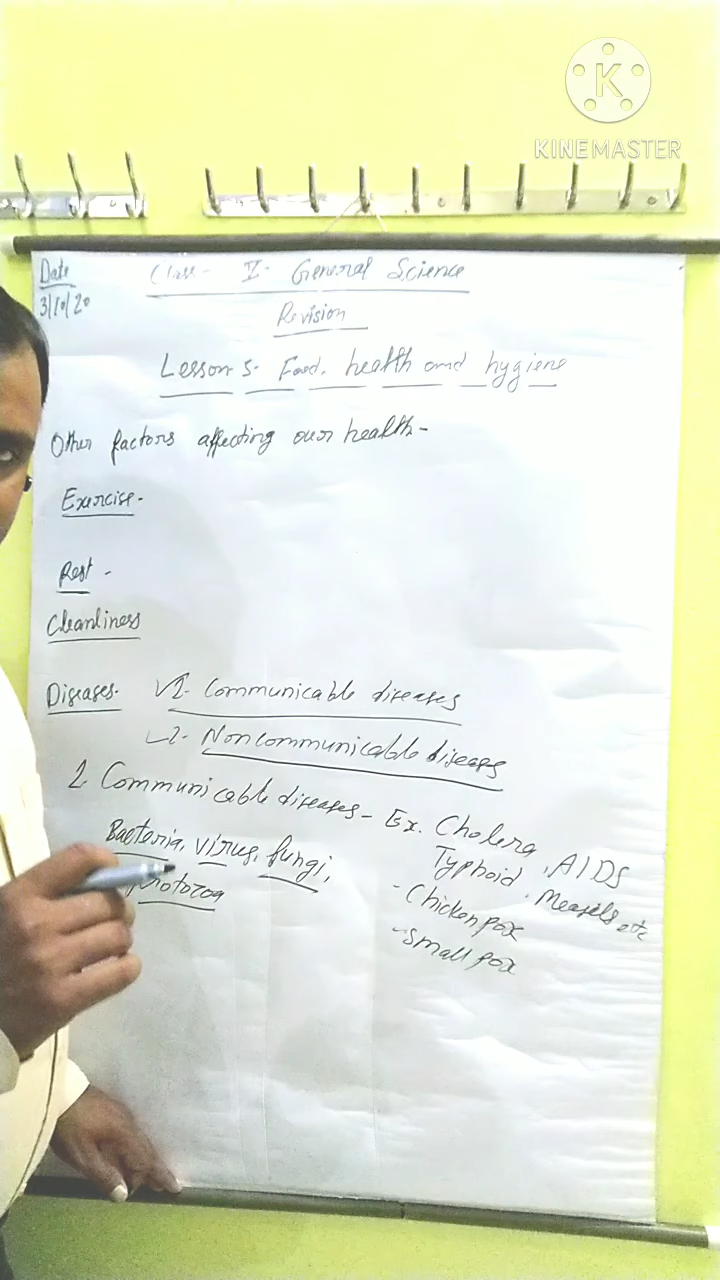 K
KINEMASTER
Date
3/10/20
Class- V- General Science
Revision
Lesson-5- Food, health and hygiene
Other factors affecting our health-
Exercise-
Rest-
Cleanliness
Diseases- 1- Communicable diseases
2- Noncommunicable diseases
1. Communicable diseases- Ex. Cholera, AIDS
Bacteria, virus, fungi, Typhoid, Measels etc
protozoa - Chicken pox
- Small pox